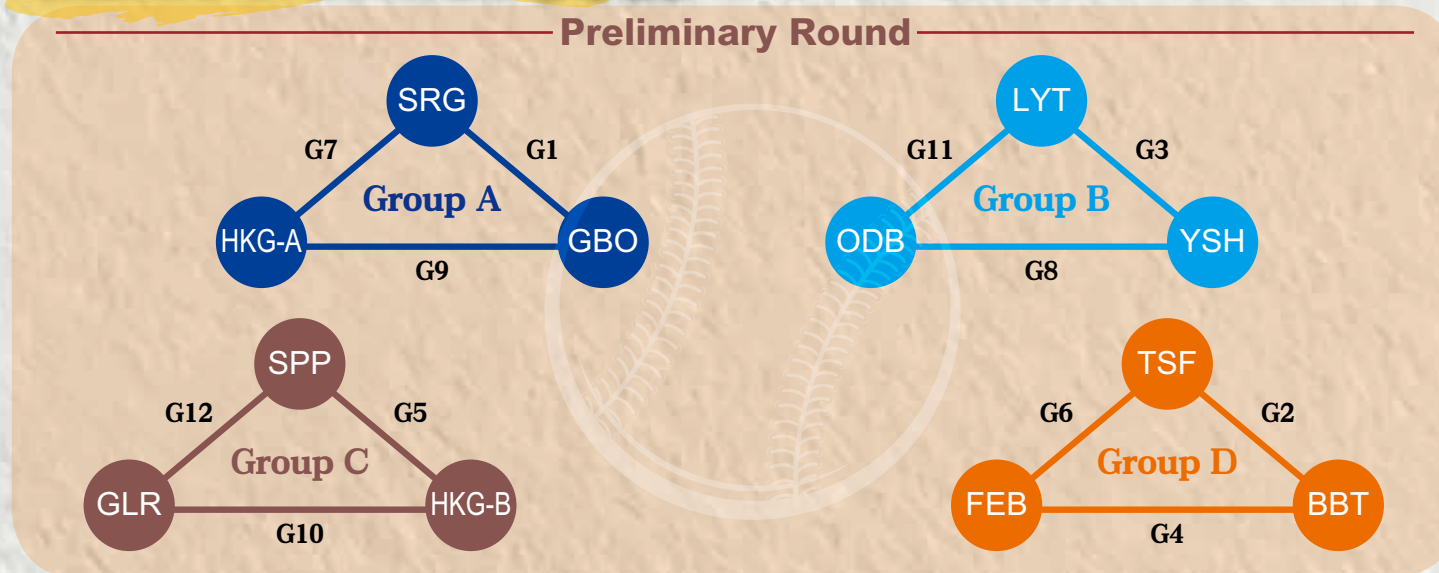 Preliminary Round
SRG
G7
G1
Group A
HKG-A
GBO
G9
LYT
G11
G3
Group B
ODB
YSH
G8
SPP
G12
G5
Group C
GLR
HKG-B
G10
TSF
G6
G2
Group D
FEB
BBT
G4